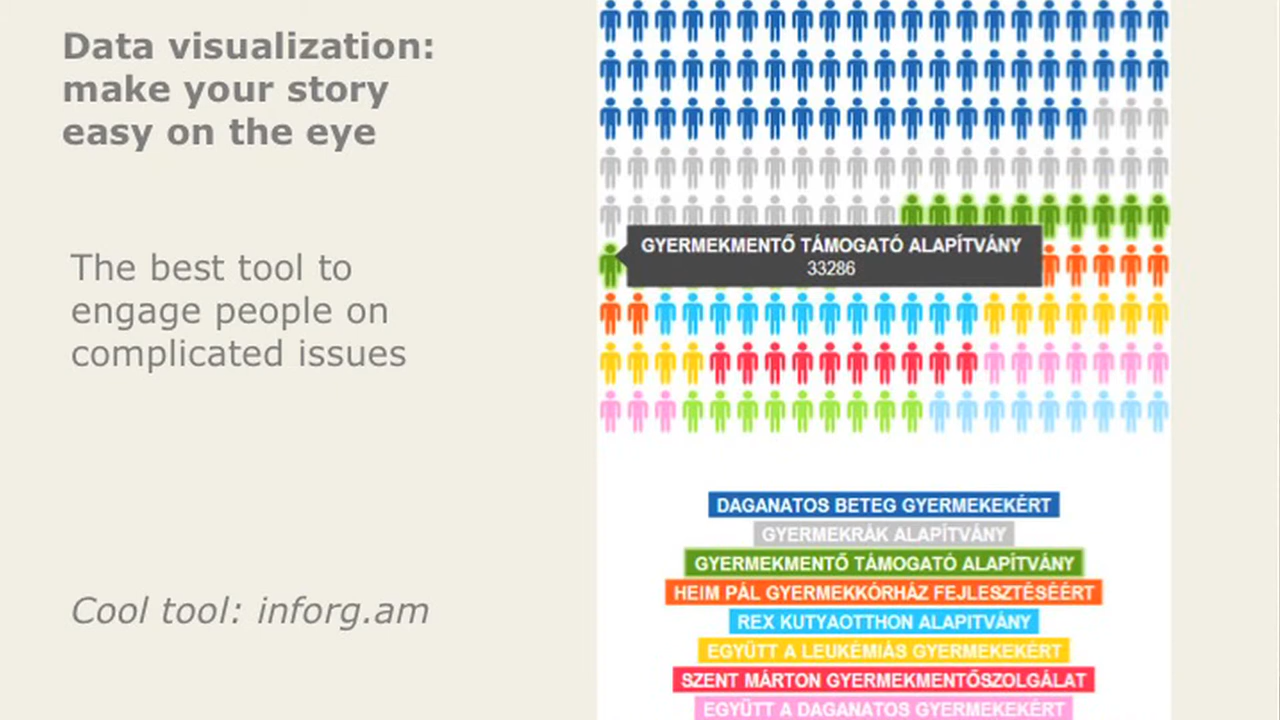 Data visualization:
make your story
easy on the eye
The best tool to
engage people on
complicated issues
Cool tool: inforg.am
GYERMEKMENTŐ TÁMOGATÓ ALAPÍTVÁNY
33286
DAGANATOS BETEG GYERMEKEKÉRT
GYERMEKRÁK ALAPÍTVÁNY
GYERMEKMENTŐ TÁMOGATÓ ALAPÍTVÁNY
HEIM PÁL GYERMEKKÓRHÁZ FEJLESZTÉSÉÉRT
REX KUTYAOTTHON ALAPITVÁNY
EGYÜTT A LEUKÉMIÁS GYERMEKEKÉRT
SZENT MÁRTON GYERMEKMENTŐSZOLGÁLAT
EGYÜTT A DAGANATOS GYERMEKEKÉRT